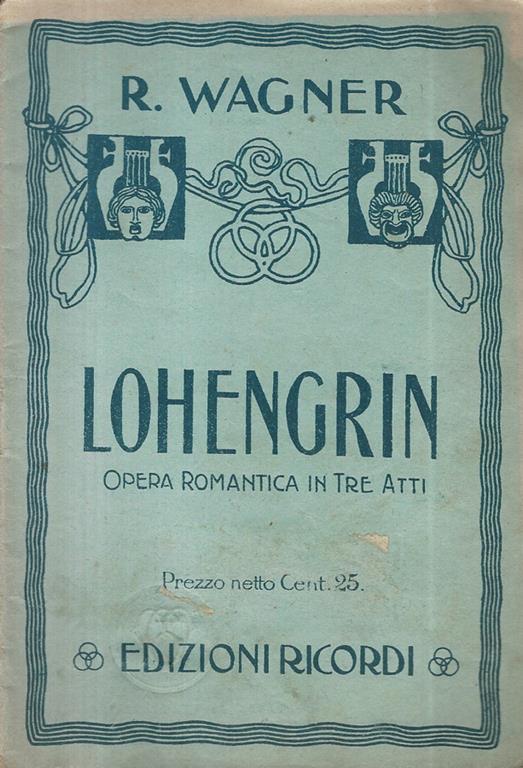 R. WAGNER
LOHENGRIN
OPERA ROMANTICA IN TRE ATTI
Prezzo netto Cent. 25.
EDIZIONI RICORDI